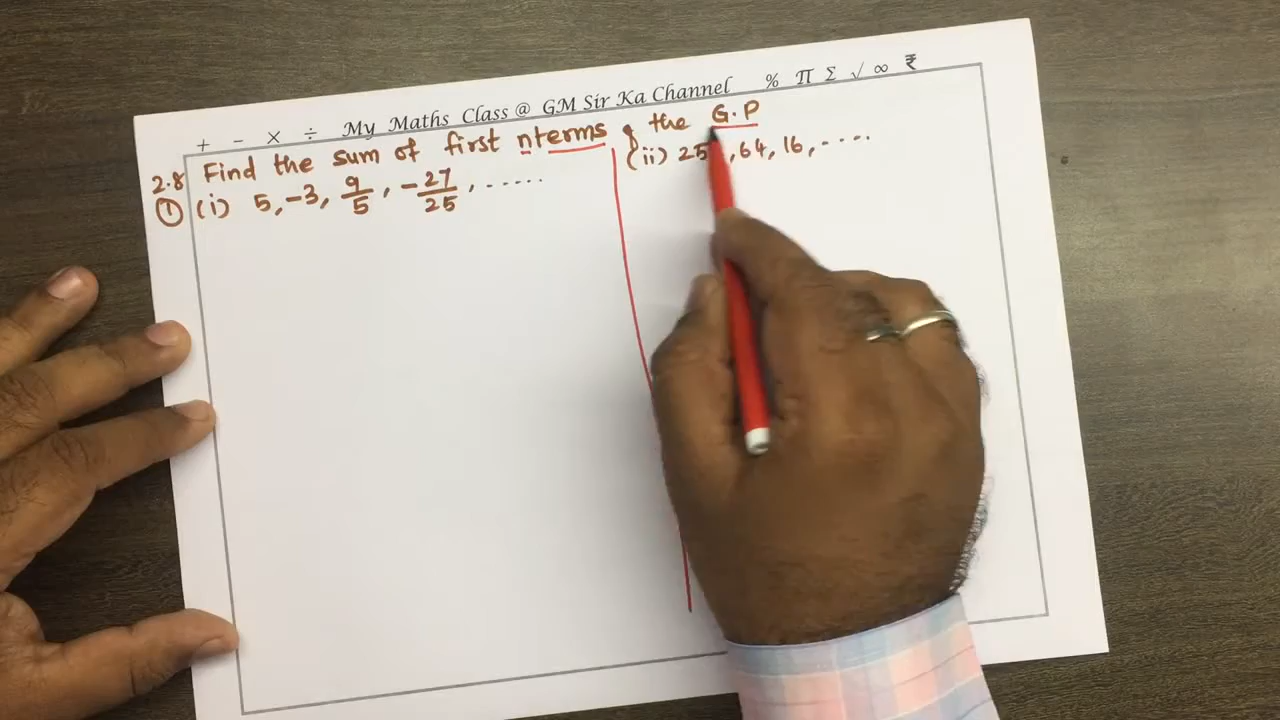 + - × ÷ My Maths Class @ GM Sir Ka Channel % Π Σ √ ∞ ₹
2.8 Find the sum of first n terms of the G.P
① (i) 5, -3, 9/5, -27/25, .....
(ii) 25 , 64, 16, ....